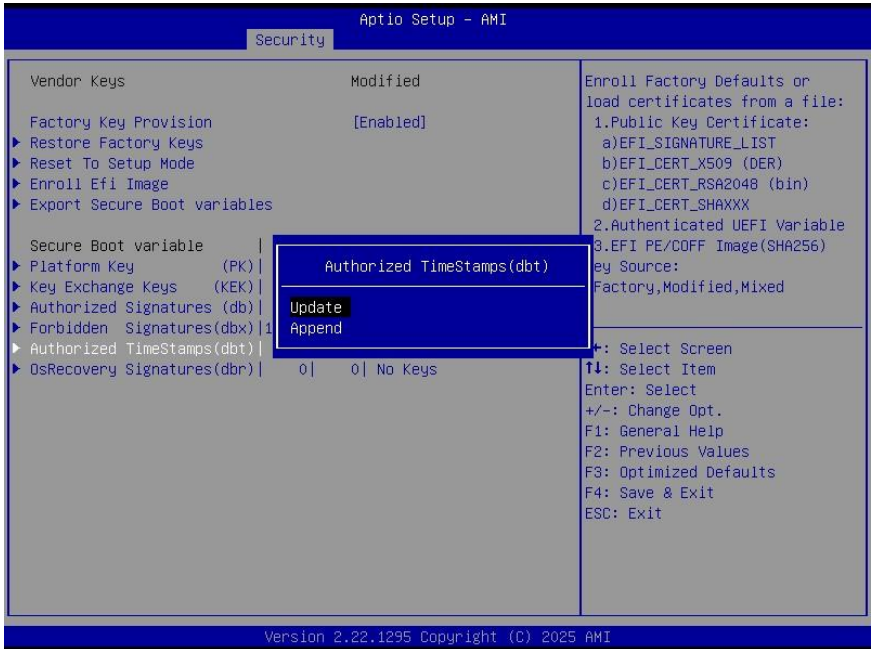 Aptio Setup – AMI
Security
Vendor Keys Modified
Factory Key Provision [Enabled]
Restore Factory Keys
Reset To Setup Mode
Enroll Efi Image
Export Secure Boot variables
Secure Boot variable |
Platform Key (PK)|
Key Exchange Keys (KEK)|
Authorized Signatures (db)|
Forbidden Signatures(dbx)|1
Authorized TimeStamps(dbt)|
OsRecovery Signatures(dbr)| 0| 0| No Keys
Authorized TimeStamps(dbt)
Update
Append
Enroll Factory Defaults or
load certificates from a file:
1.Public Key Certificate:
a)EFI_SIGNATURE_LIST
b)EFI_CERT_X509 (DER)
c)EFI_CERT_RSA2048 (bin)
d)EFI_CERT_SHAXXX
2.Authenticated UEFI Variable
3.EFI PE/COFF Image(SHA256)
ey Source:
Factory,Modified,Mixed
←: Select Screen
↑↓: Select Item
Enter: Select
+/-: Change Opt.
F1: General Help
F2: Previous Values
F3: Optimized Defaults
F4: Save & Exit
ESC: Exit
Version 2.22.1295 Copyright (C) 2025 AMI